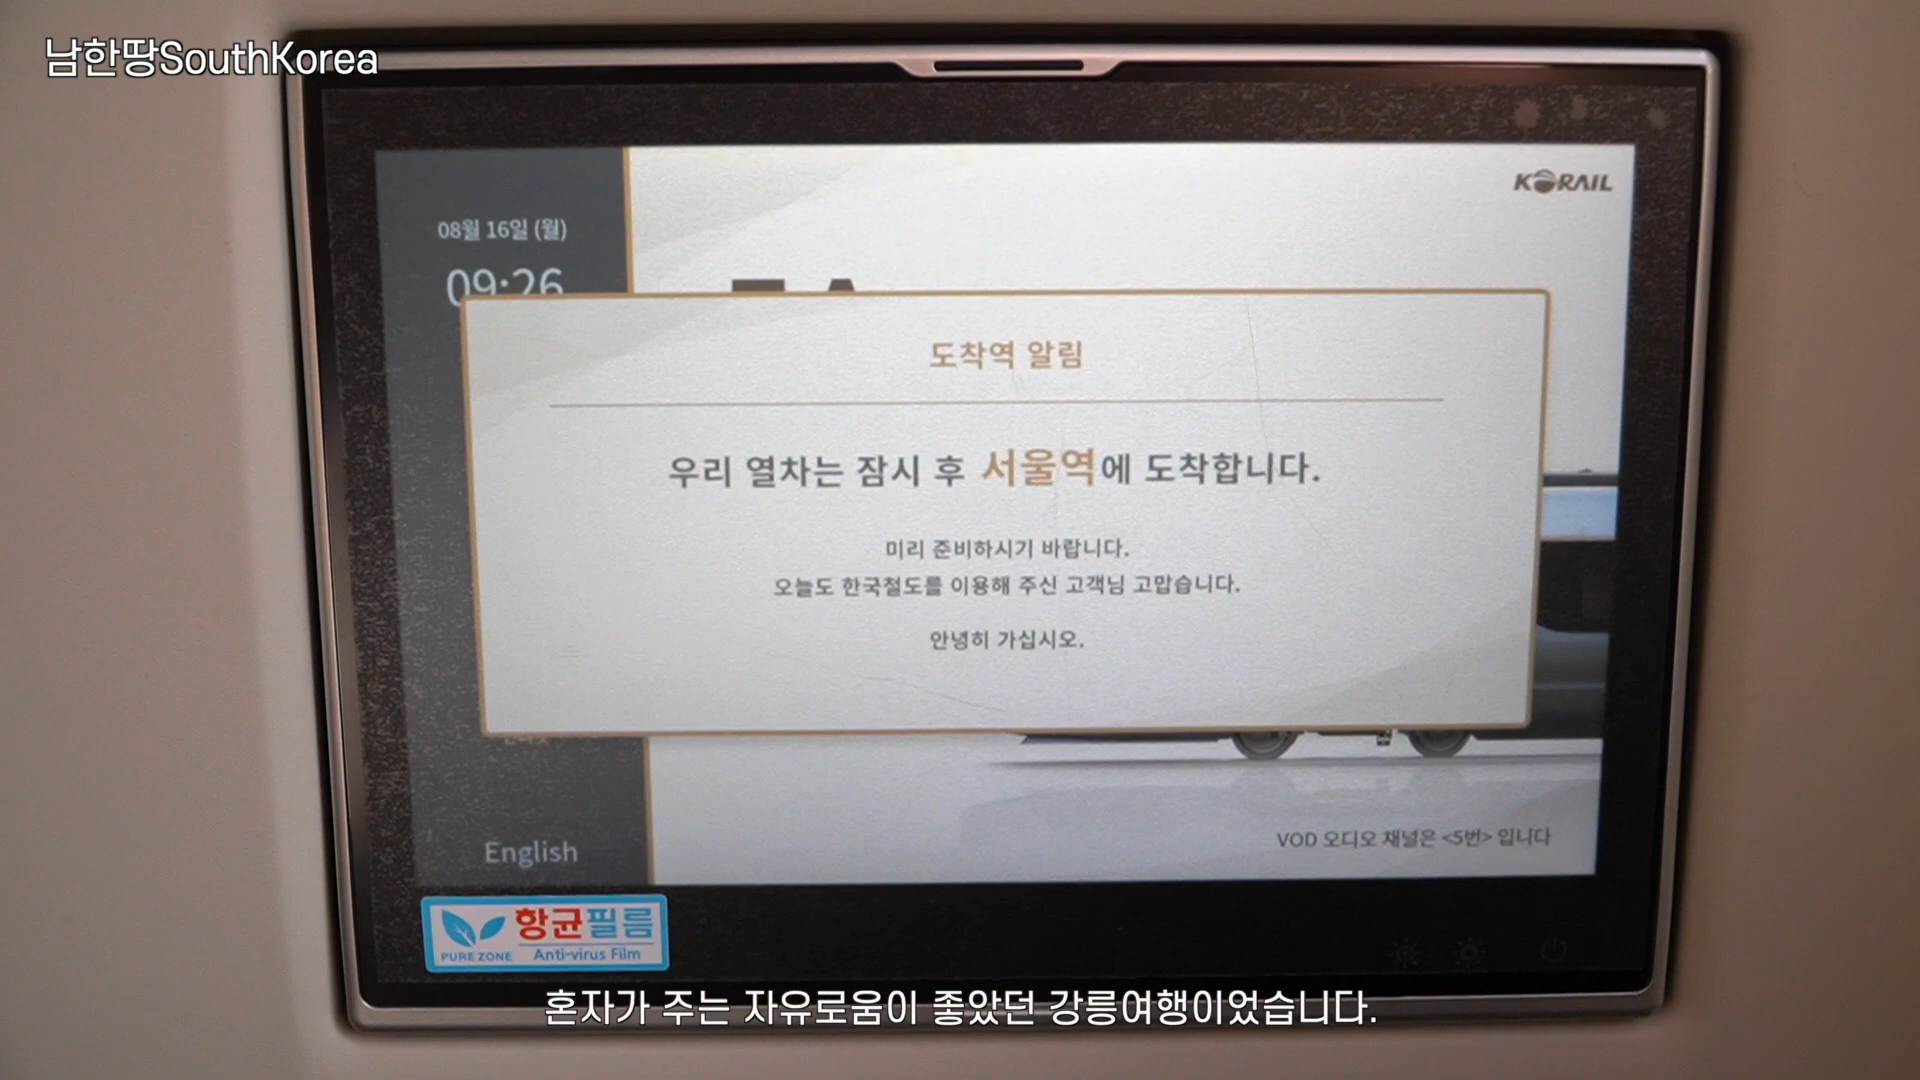 남한땅SouthKorea
KORAIL
08월 16일 (월)
09:26
도착역 알림
우리 열차는 잠시 후 서울역에 도착합니다.
미리 준비하시기 바랍니다.
오늘도 한국철도를 이용해 주신 고객님 고맙습니다.
안녕히 가십시오.
VOD 오디오 채널은 <5번> 입니다
English
항균필름
PURE ZONE Anti-virus Film
혼자가 주는 자유로움이 좋았던 강릉여행이었습니다.